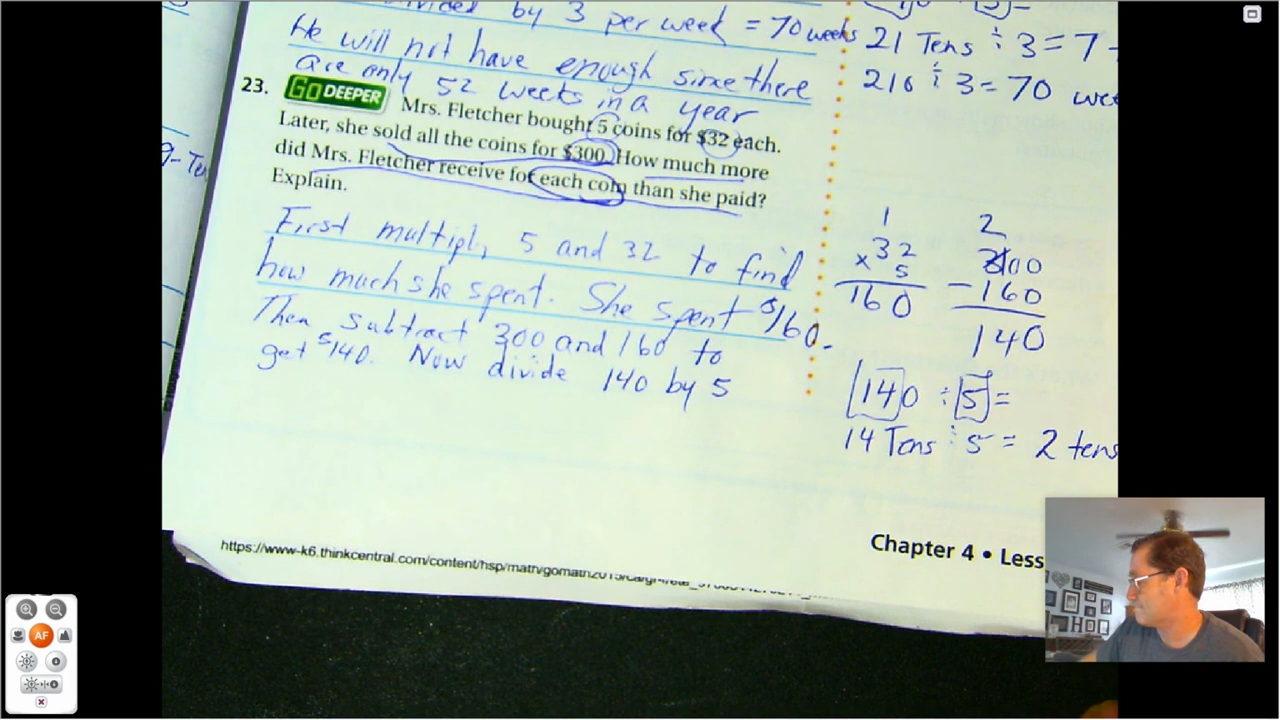 divided by 3 per week = 70 weeks
He will not have enough since there
are only 52 weeks in a year
23. GO DEEPER Mrs. Fletcher bought 5 coins for $32 each.
Later, she sold all the coins for $300. How much more
did Mrs. Fletcher receive for each coin than she paid?
Explain.
First multiply 5 and 32 to find
how much she spent. She spent $160.
Then subtract 300 and 160 to
get $140. Now divide 140 by 5
21 Tens ÷ 3 = 7
210 ÷ 3 = 70
1
32
x 5
160
2
300
-160
140
140 ÷ 5 =
14 Tens ÷ 5 = 2 tens
Chapter 4 • Less
https://www-k6.thinkcentral.com/content/hsp/math/gomath2015/ca/gr4/
AF